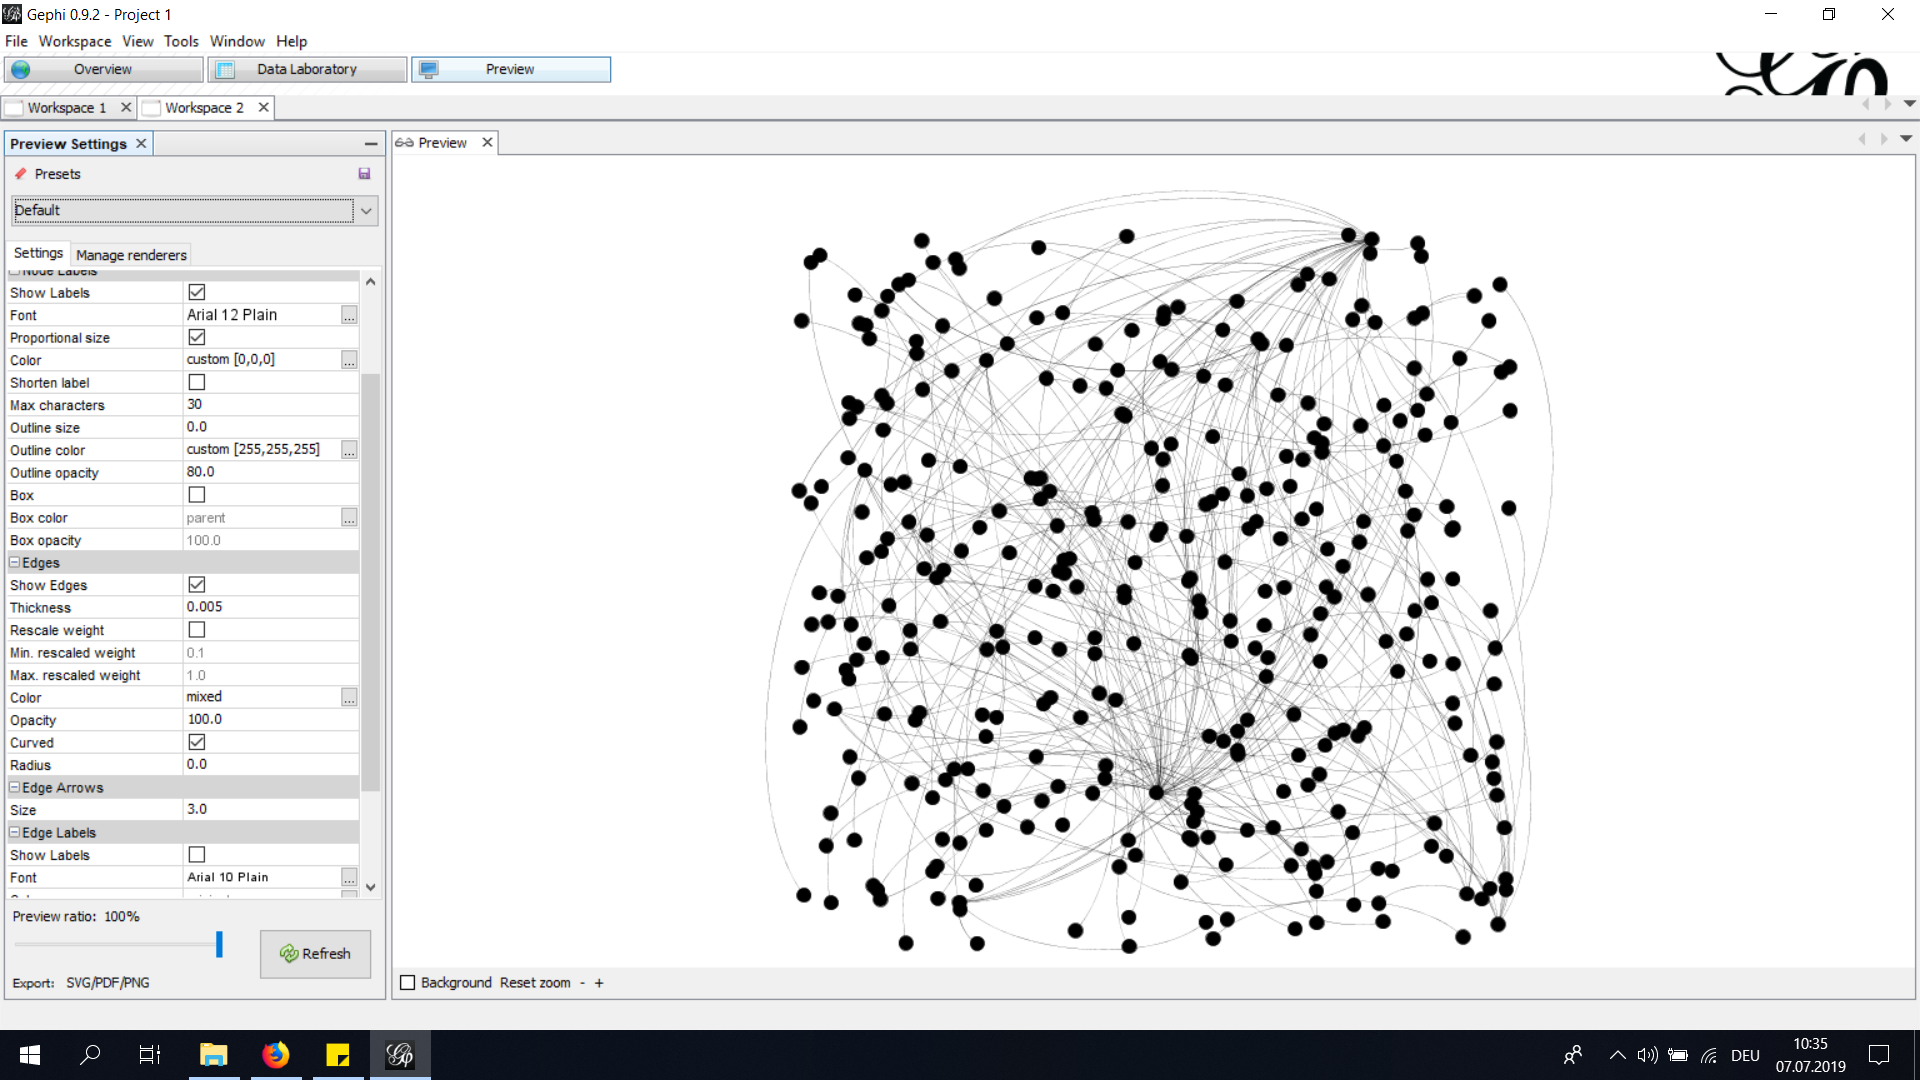 Gephi 0.9.2 - Project 1
File Workspace View Tools Window Help
Overview Data Laboratory Preview
Workspace 1 Workspace 2
Preview Settings
Presets
Default
Settings Manage renderers
Node Labels
Show Labels
Font Arial 12 Plain ...
Proportional size
Color custom [0,0,0] ...
Shorten label
Max characters 30
Outline size 0.0
Outline color custom [255,255,255] ...
Outline opacity 80.0
Box
Box color parent ...
Box opacity 100.0
Edges
Show Edges
Thickness 0.005
Rescale weight
Min. rescaled weight 0.1
Max. rescaled weight 1.0
Color mixed ...
Opacity 100.0
Curved
Radius 0.0
Edge Arrows
Size 3.0
Edge Labels
Show Labels
Font Arial 10 Plain ...
Preview ratio: 100%
Refresh
Export: SVG/PDF/PNG
Preview
Background Reset zoom - +
DEU
10:35
07.07.2019